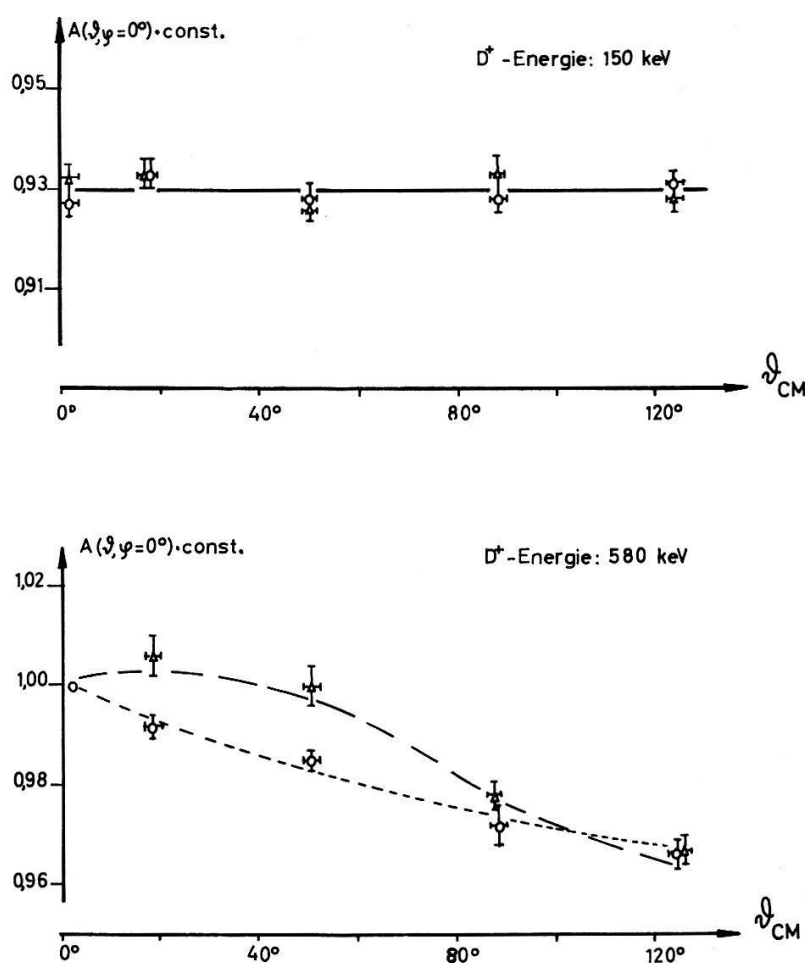 A(ϑ,φ=0°)·const.
D⁺ -Energie: 150 keV
0,95
0,93
0,91
0° 40° 80° 120°
ϑCM
A(ϑ,φ=0°)·const.
D⁺-Energie: 580 keV
1,02
1,00
0,98
0,96
0° 40° 80° 120°
ϑCM